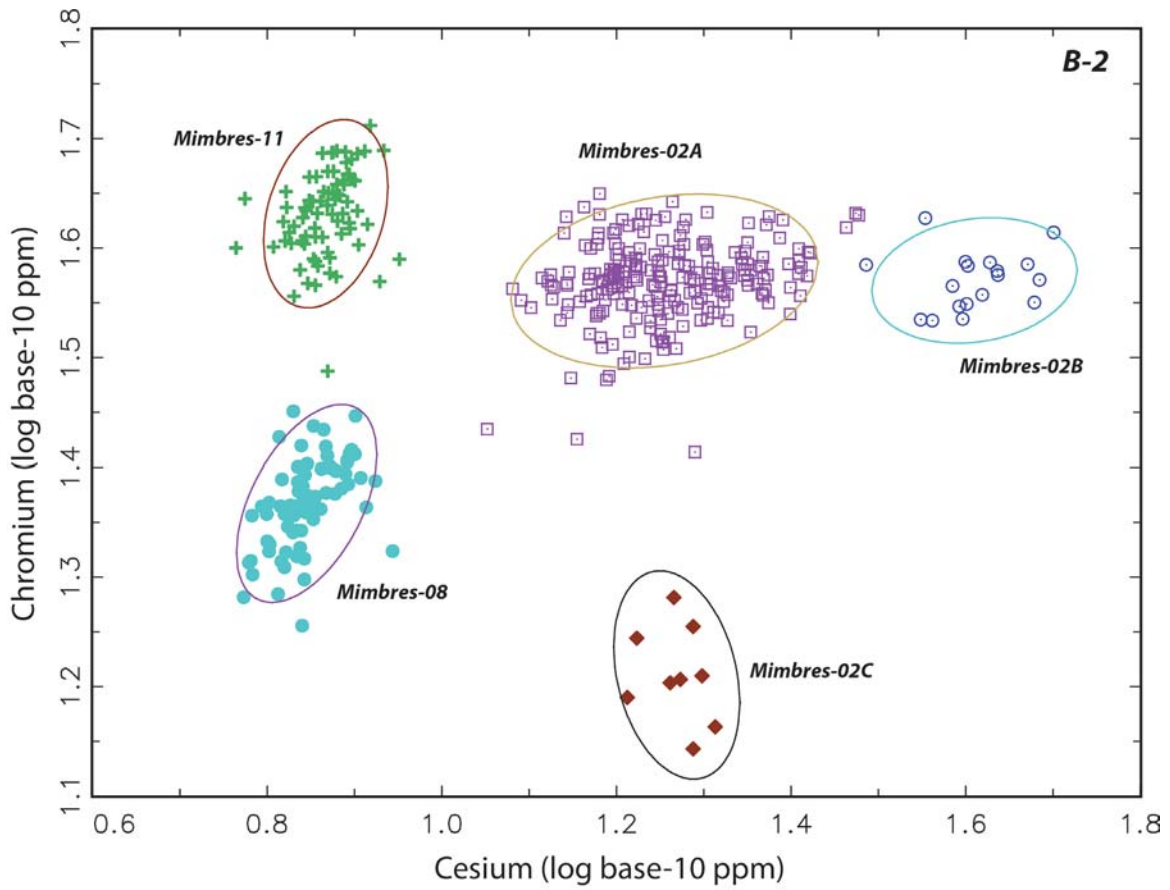 B-2
Mimbres-11
Mimbres-02A
Mimbres-02B
Mimbres-08
Mimbres-02C
1.8
1.7
1.6
1.5
1.4
1.3
1.2
1.1
Chromium (log base-10 ppm)
0.6 0.8 1.0 1.2 1.4 1.6 1.8
Cesium (log base-10 ppm)